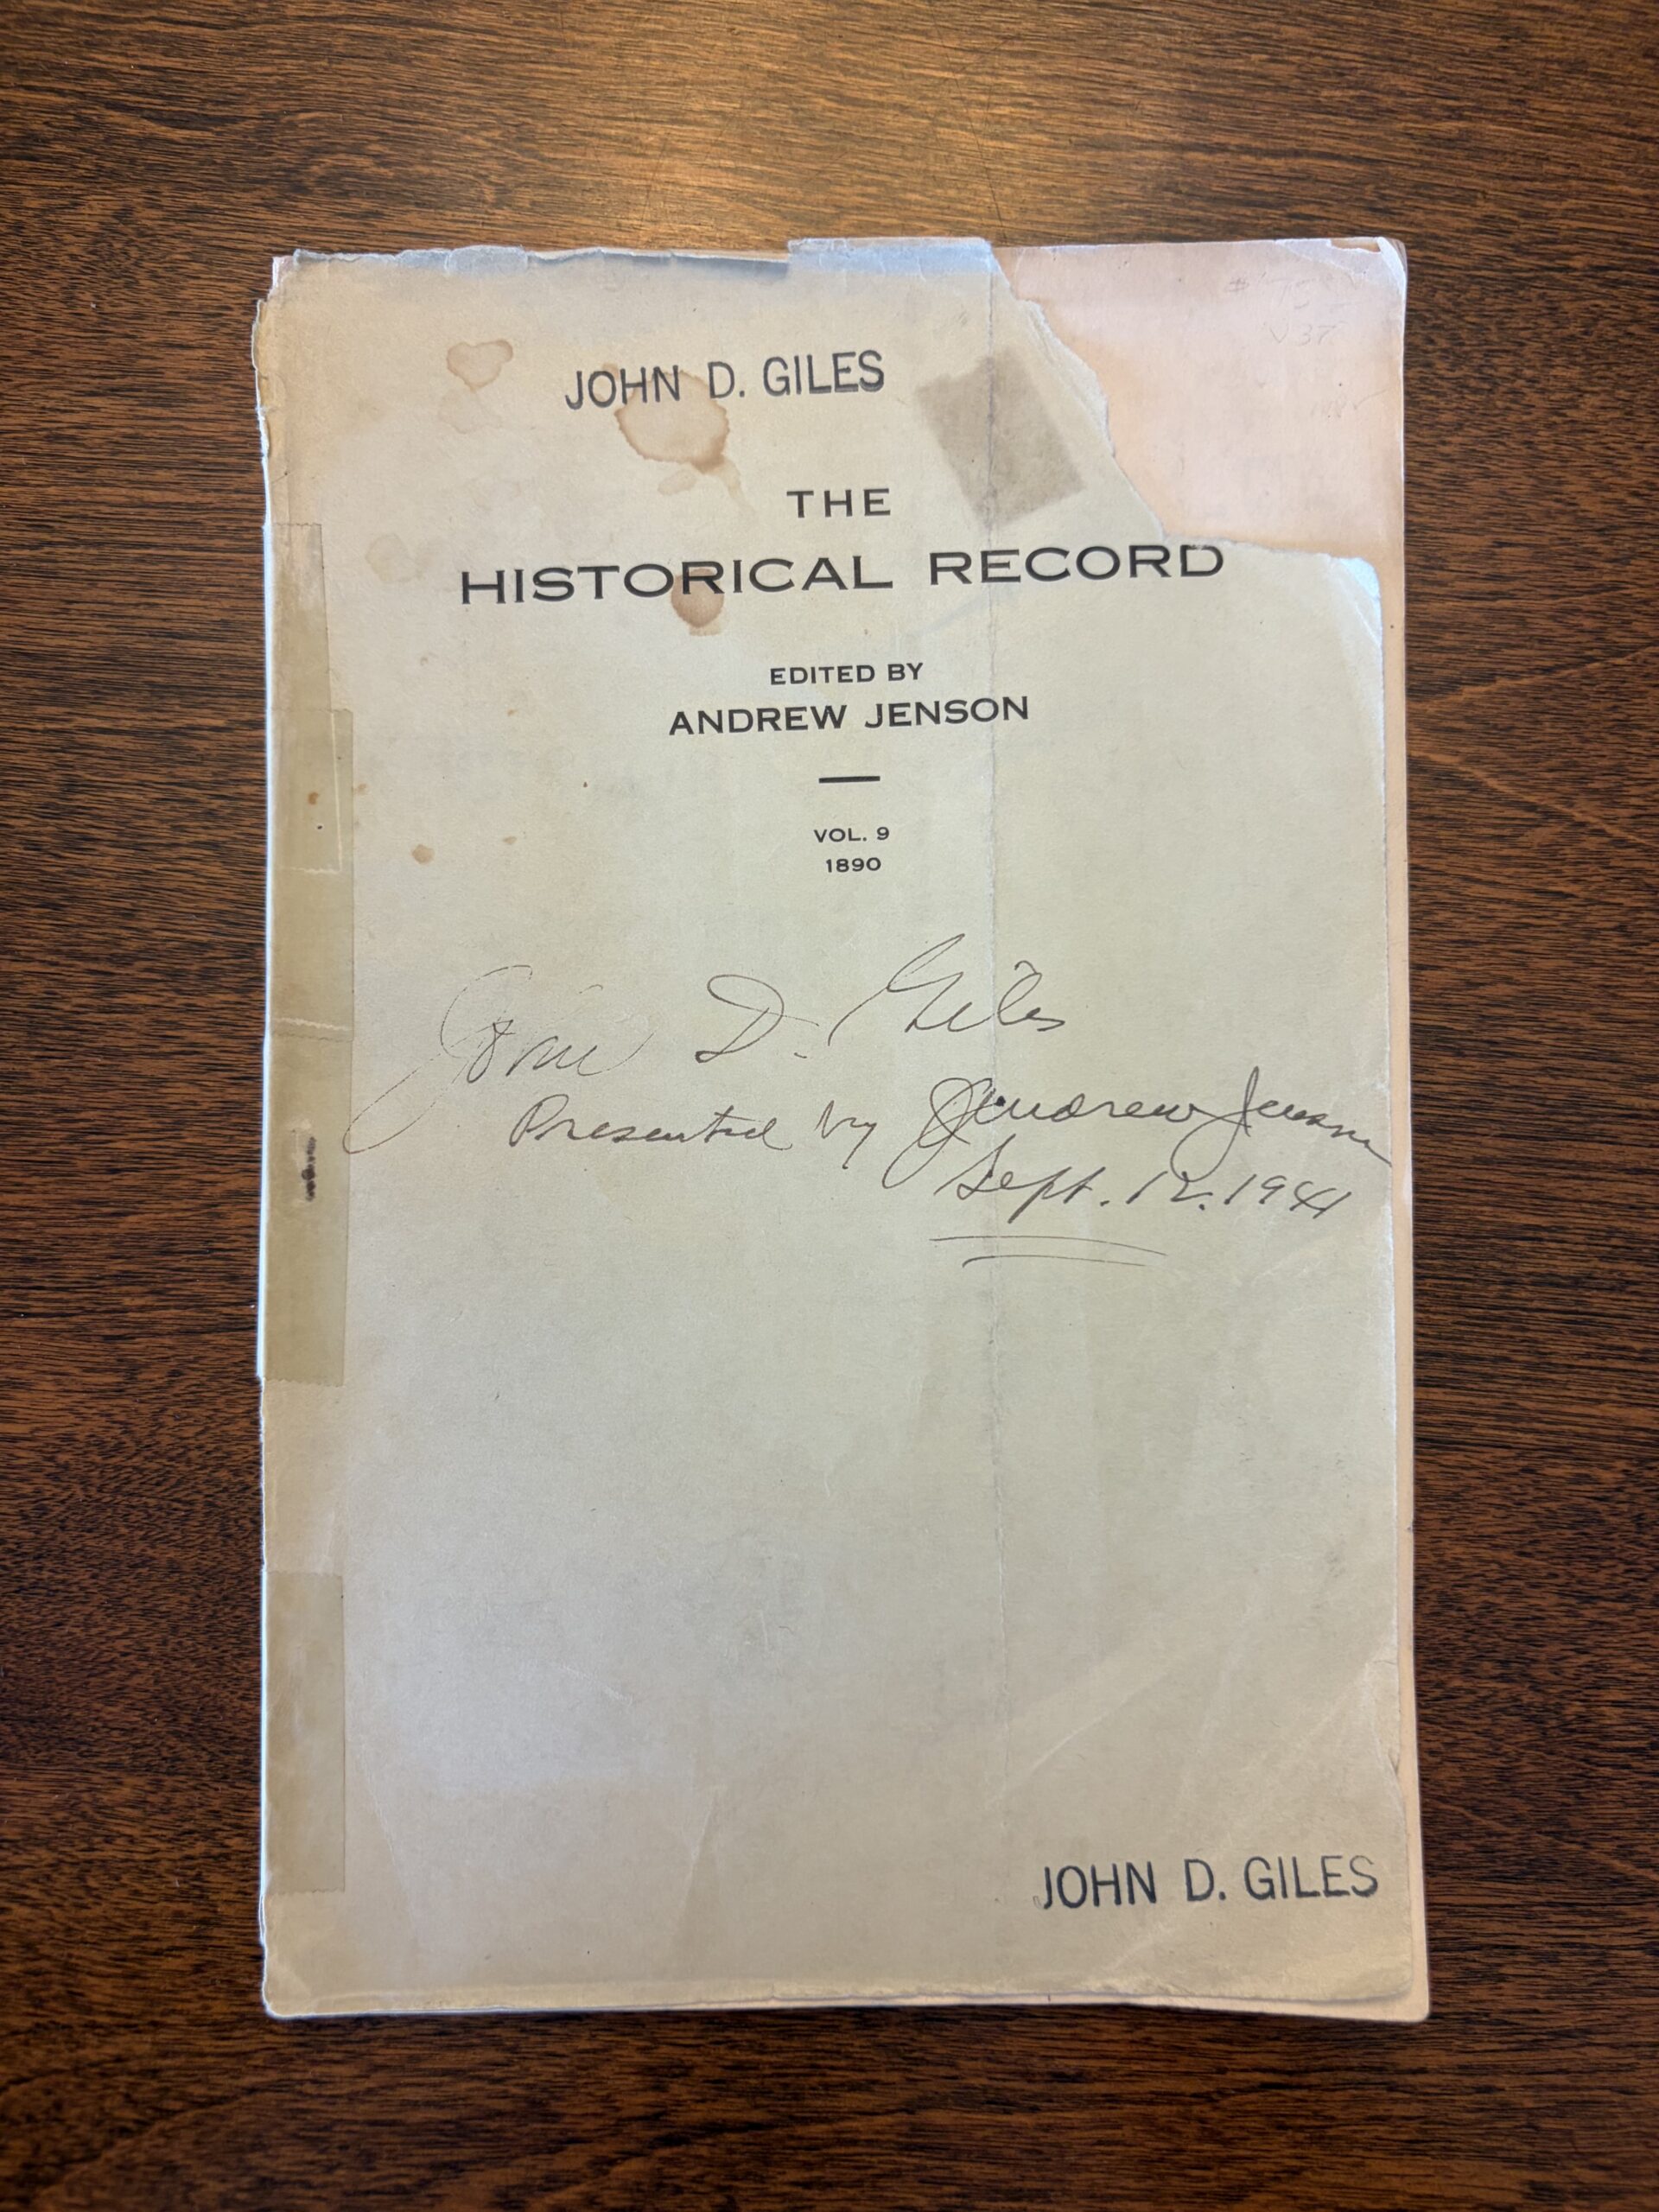 JOHN D. GILES
THE
HISTORICAL RECORD
EDITED BY
ANDREW JENSON
VOL. 9
1890
John D. Giles
Presented by Andrew Jenson
Sept. 12. 1941
JOHN D. GILES